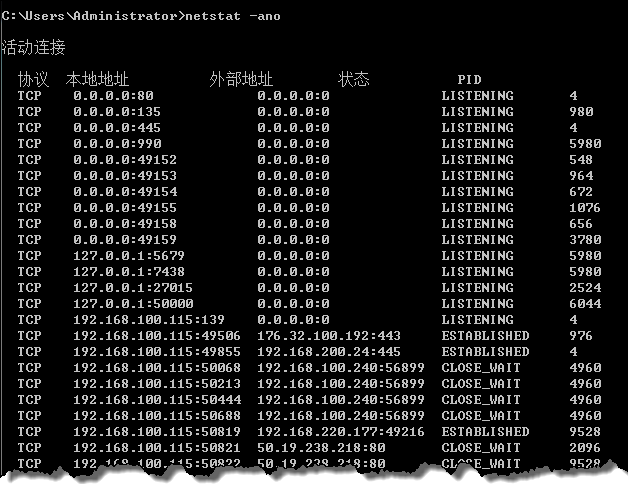 C:\Users\Administrator>netstat -ano
活动连接
协议 本地地址 外部地址 状态 PID
TCP 0.0.0.0:80 0.0.0.0:0 LISTENING 4
TCP 0.0.0.0:135 0.0.0.0:0 LISTENING 980
TCP 0.0.0.0:445 0.0.0.0:0 LISTENING 4
TCP 0.0.0.0:990 0.0.0.0:0 LISTENING 5980
TCP 0.0.0.0:49152 0.0.0.0:0 LISTENING 548
TCP 0.0.0.0:49153 0.0.0.0:0 LISTENING 964
TCP 0.0.0.0:49154 0.0.0.0:0 LISTENING 672
TCP 0.0.0.0:49155 0.0.0.0:0 LISTENING 1076
TCP 0.0.0.0:49158 0.0.0.0:0 LISTENING 656
TCP 0.0.0.0:49159 0.0.0.0:0 LISTENING 3780
TCP 127.0.0.1:5679 0.0.0.0:0 LISTENING 5980
TCP 127.0.0.1:7438 0.0.0.0:0 LISTENING 5980
TCP 127.0.0.1:27015 0.0.0.0:0 LISTENING 2524
TCP 127.0.0.1:50000 0.0.0.0:0 LISTENING 6044
TCP 192.168.100.115:139 0.0.0.0:0 LISTENING 4
TCP 192.168.100.115:49506 176.32.100.192:443 ESTABLISHED 976
TCP 192.168.100.115:49855 192.168.200.24:445 ESTABLISHED 4
TCP 192.168.100.115:50068 192.168.100.240:56899 CLOSE_WAIT 4960
TCP 192.168.100.115:50213 192.168.100.240:56899 CLOSE_WAIT 4960
TCP 192.168.100.115:50444 192.168.100.240:56899 CLOSE_WAIT 4960
TCP 192.168.100.115:50688 192.168.100.240:56899 CLOSE_WAIT 4960
TCP 192.168.100.115:50819 192.168.220.177:49216 ESTABLISHED 9528
TCP 192.168.100.115:50821 50.19.238.218:80 CLOSE_WAIT 2096
TCP 192.168.100.115:50822 50.19.238.218:80 CLOSE_WAIT 9528